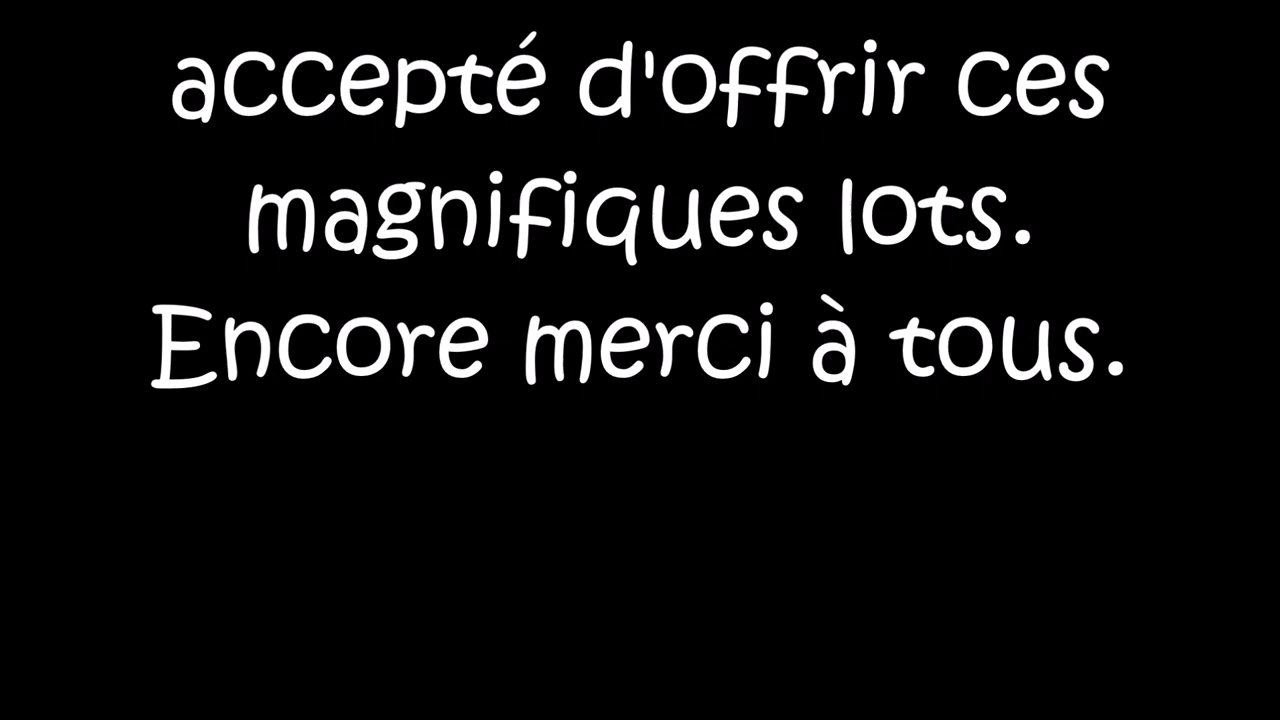 accepté d'offrir ces
magnifiques lots.
Encore merci à tous.